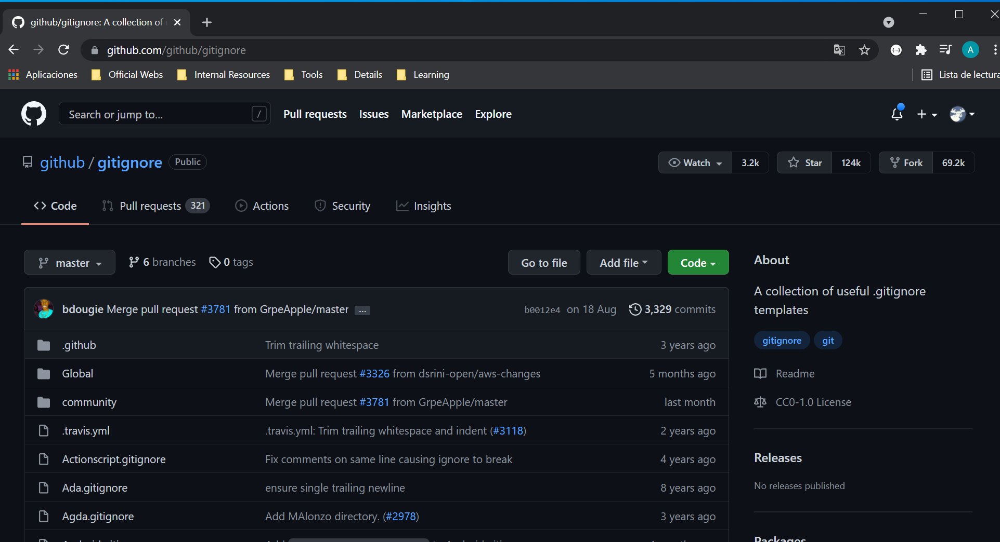 github/gitignore: A collection of
github.com/github/gitignore
A
Aplicaciones Official Webs Internal Resources Tools Details Learning Lista de lectura
Search or jump to... / Pull requests Issues Marketplace Explore
github / gitignore Public Watch 3.2k Star 124k Fork 69.2k
Code Pull requests 321 Actions Security Insights
master 6 branches 0 tags Go to file Add file Code
About
A collection of useful .gitignore
templates
gitignore git
Readme
CC0-1.0 License
Releases
No releases published
Packages
bdougie Merge pull request #3781 from GrpeApple/master ... b0012e4 on 18 Aug 3,329 commits
.github Trim trailing whitespace 3 years ago
Global Merge pull request #3326 from dsrini-open/aws-changes 5 months ago
community Merge pull request #3781 from GrpeApple/master last month
.travis.yml .travis.yml: Trim trailing whitespace and indent (#3118) 2 years ago
Actionscript.gitignore Fix comments on same line causing ignore to break 4 years ago
Ada.gitignore ensure single trailing newline 8 years ago
Agda.gitignore Add MAlonzo directory. (#2978) 3 years ago